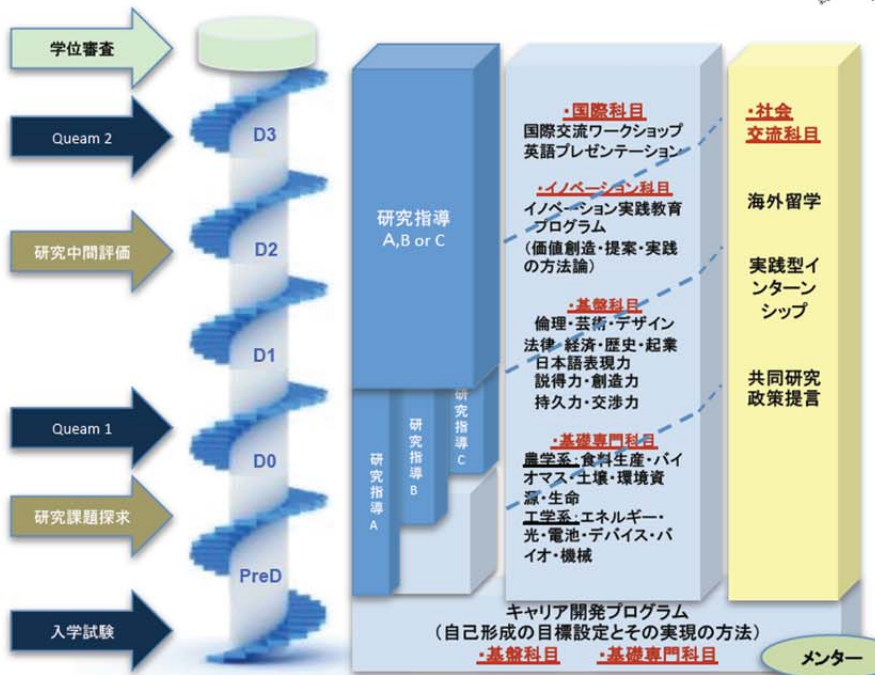 学位審査
Queam 2
研究中間評価
Queam 1
研究課題探求
入学試験
D3
D2
D1
D0
PreD
研究指導
A,B or C
研究指導A
研究指導B
研究指導C
・国際科目
国際交流ワークショップ
英語プレゼンテーション
・イノベーション科目
イノベーション実践教育
プログラム
(価値創造・提案・実践
の方法論)
・基盤科目
倫理・芸術・デザイン
法律・経済・歴史・起業
日本語表現力
説得力・創造力
持久力・交渉力
・基礎専門科目
農学系:食料生産・バイ
オマス・土壌・環境資
源・生命
工学系:エネルギー・
光・電池・デバイス・バ
イオ・機械
・社会
交流科目
海外留学
実践型イ
ンターン
シップ
共同研究
政策提言
キャリア開発プログラム
(自己形成の目標設定とその実現の方法)
・基盤科目 ・基礎専門科目
メンター